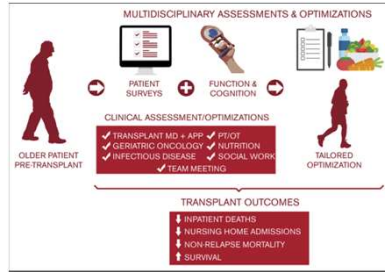 MULTIDISCIPLINARY ASSESSMENTS & OPTIMIZATIONS
PATIENT
SURVEYS
FUNCTION &
COGNITION
CLINICAL ASSESSMENT/OPTIMIZATIONS
✓ TRANSPLANT MD + APP ✓ PT/OT
✓ GERIATRIC ONCOLOGY ✓ NUTRITION
✓ INFECTIOUS DISEASE ✓ SOCIAL WORK
✓ TEAM MEETING
OLDER PATIENT
PRE-TRANSPLANT
TAILORED
OPTIMIZATION
TRANSPLANT OUTCOMES
⬇ INPATIENT DEATHS
⬇ NURSING HOME ADMISSIONS
⬇ NON-RELAPSE MORTALITY
⬆ SURVIVAL